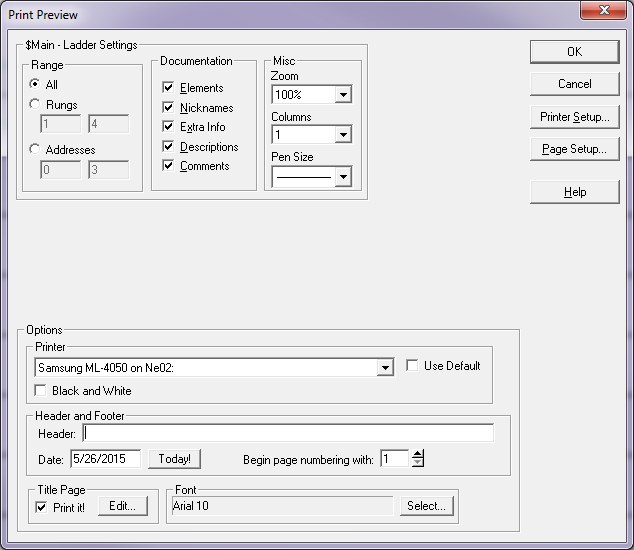 Print Preview
$Main - Ladder Settings
Range
All
Rungs
1 4
Addresses
0 3
Documentation
Elements
Nicknames
Extra Info
Descriptions
Comments
Misc
Zoom
100%
Columns
1
Pen Size
OK
Cancel
Printer Setup...
Page Setup...
Help
Options
Printer
Samsung ML-4050 on Ne02:
Use Default
Black and White
Header and Footer
Header:
Date: 5/26/2015 Today! Begin page numbering with: 1
Title Page
Print it! Edit...
Font
Arial 10 Select...